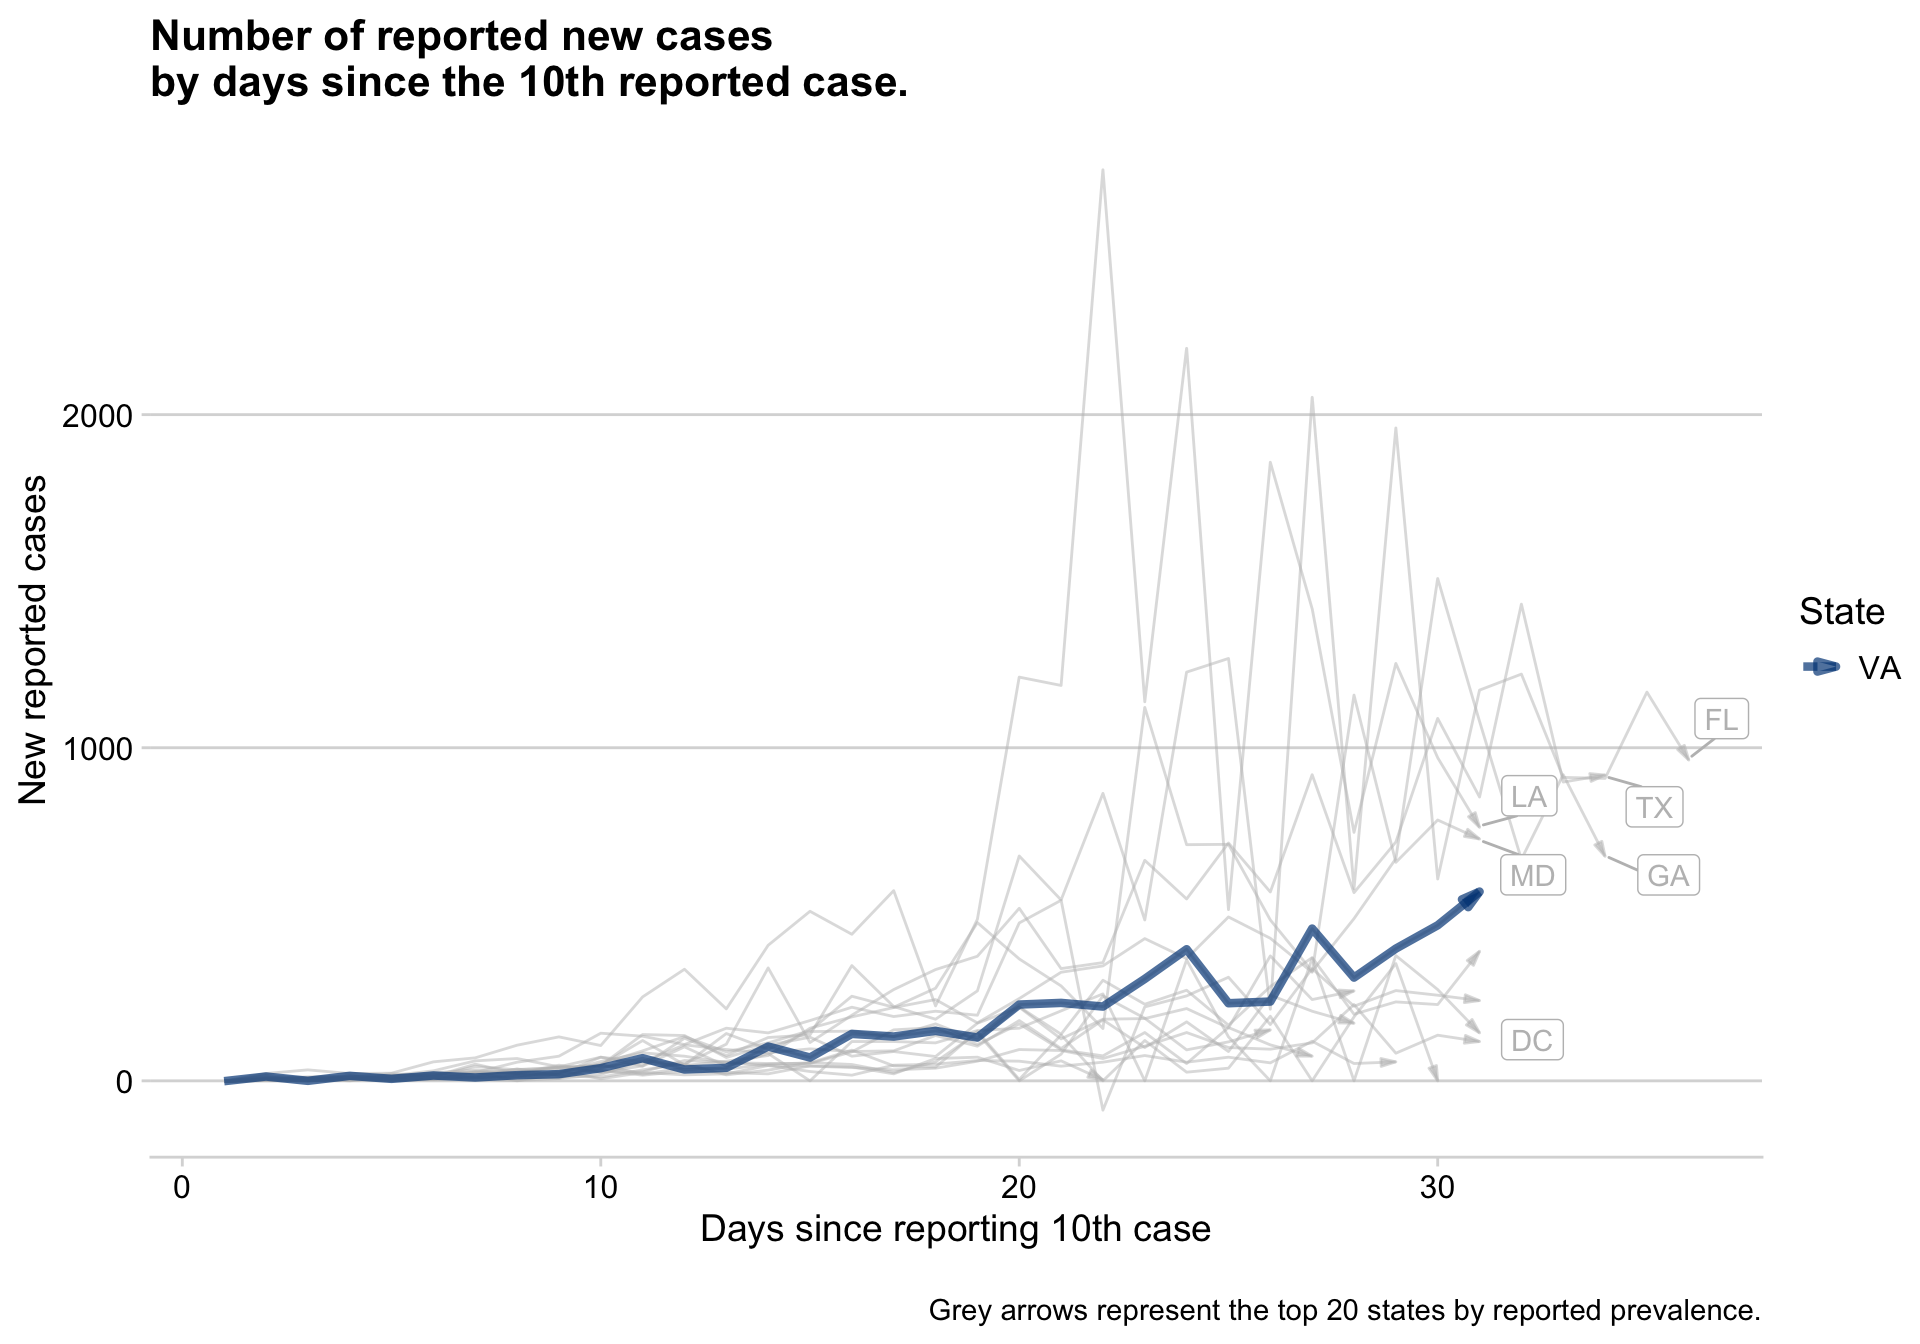 Number of reported new cases
by days since the 10th reported case.
New reported cases
2000
1000
0
FL
LA
TX
MD
GA
DC
State
VA
0
10
20
30
Days since reporting 10th case
Grey arrows represent the top 20 states by reported prevalence.